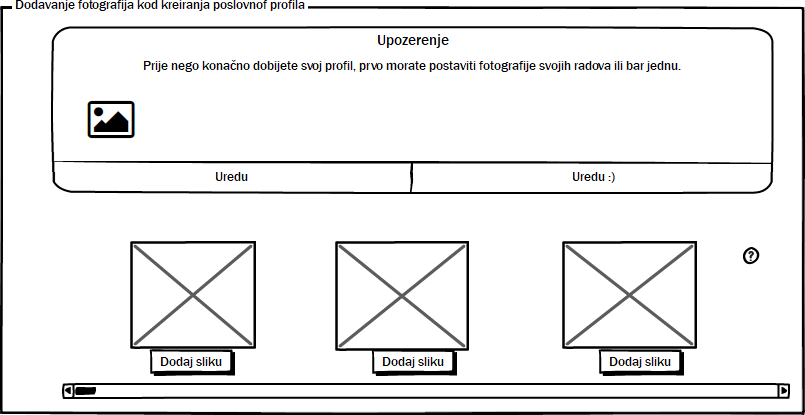 Dodavanje fotografija kod kreiranja poslovnof profila
Upozerenje
Prije nego konačno dobijete svoj profil, prvo morate postaviti fotografije svojih radova ili bar jednu.
Uredu
Uredu :)
?
Dodaj sliku
Dodaj sliku
Dodaj sliku